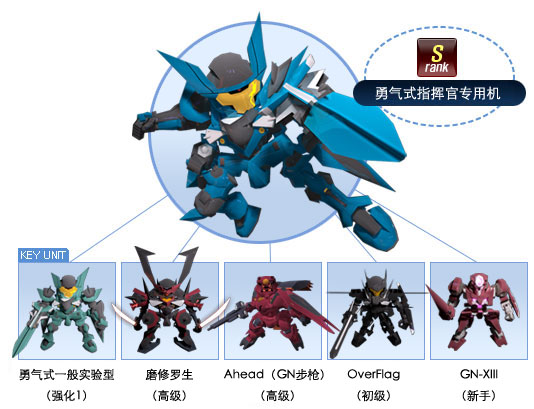 S
rank
勇气式指挥官专用机
KEY UNIT
勇气式一般实验型
（强化1）
磨修罗生
（高级）
Ahead（GN步枪）
（高级）
OverFlag
（初级）
GN-XIII
（新手）